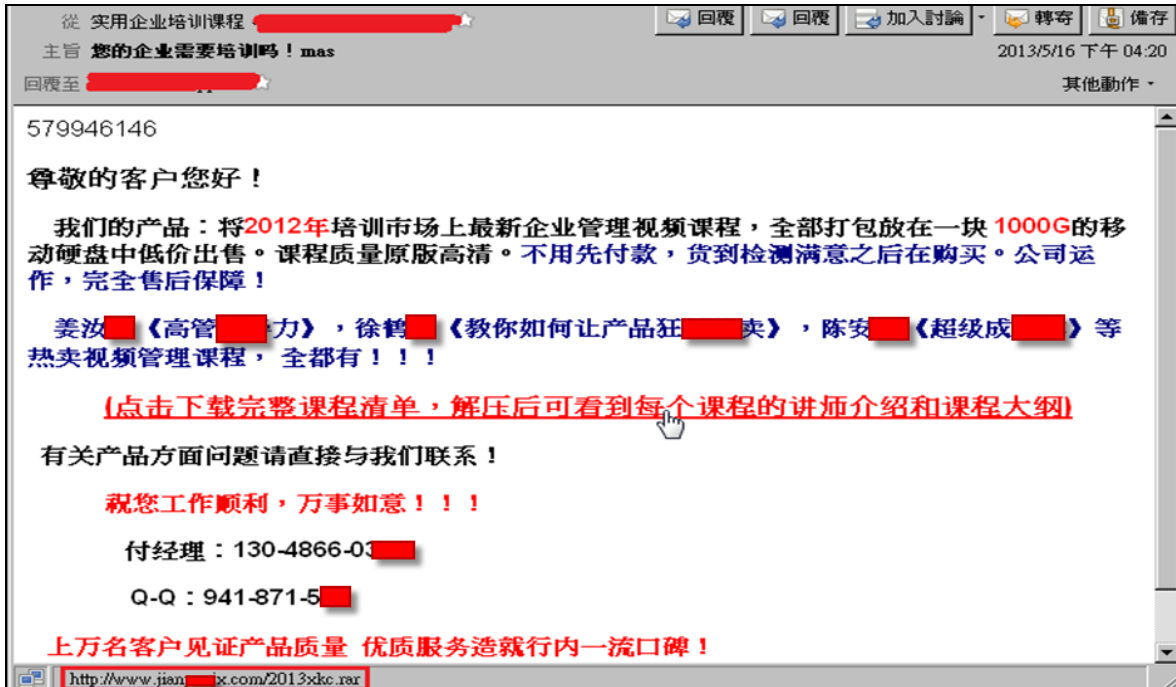 從 实用企业培训课程 回覆 回覆 加入討論 轉寄 備存
主旨 您的企业需要培训吗！mas 2013/5/16 下午 04:20
回覆至 其他動作
579946146
尊敬的客户您好！
我们的产品：将2012年培训市场上最新企业管理视频课程，全部打包放在一块 1000G的移
动硬盘中低价出售。课程质量原版高清。不用先付款，货到检测满意之后在购买。公司运
作，完全售后保障！
姜汝 《高管 力》，徐鹤 《教你如何让产品狂 卖》，陈安 《超级成 》等
热卖视频管理课程， 全都有！！！
(点击下载完整课程清单，解压后可看到每个课程的讲师介绍和课程大纲)
有关产品方面问题请直接与我们联系！
祝您工作顺利，万事如意！！！
付经理：130-4866-03
Q-Q：941-871-5
上万名客户见证产品质量 优质服务造就行内一流口碑！
http://www.jian x.com/2013xkc.rar